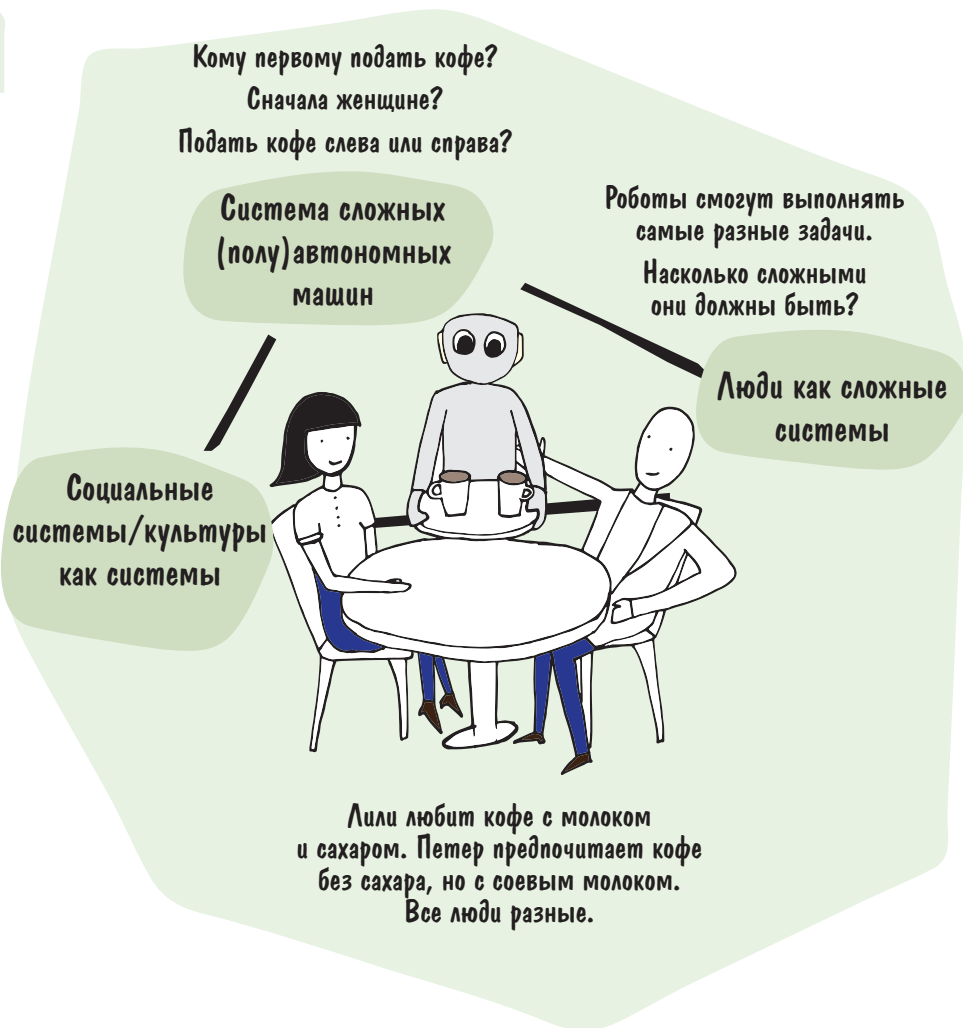 Кому первому подать кофе?
Сначала женщине?
Подать кофе слева или справа?
Система сложных
(полу)автономных
машин
Роботы смогут выполнять
самые разные задачи.
Насколько сложными
они должны быть?
Люди как сложные
системы
Социальные
системы/культуры
как системы
Лили любит кофе с молоком
и сахаром. Петер предпочитает кофе
без сахара, но с соевым молоком.
Все люди разные.